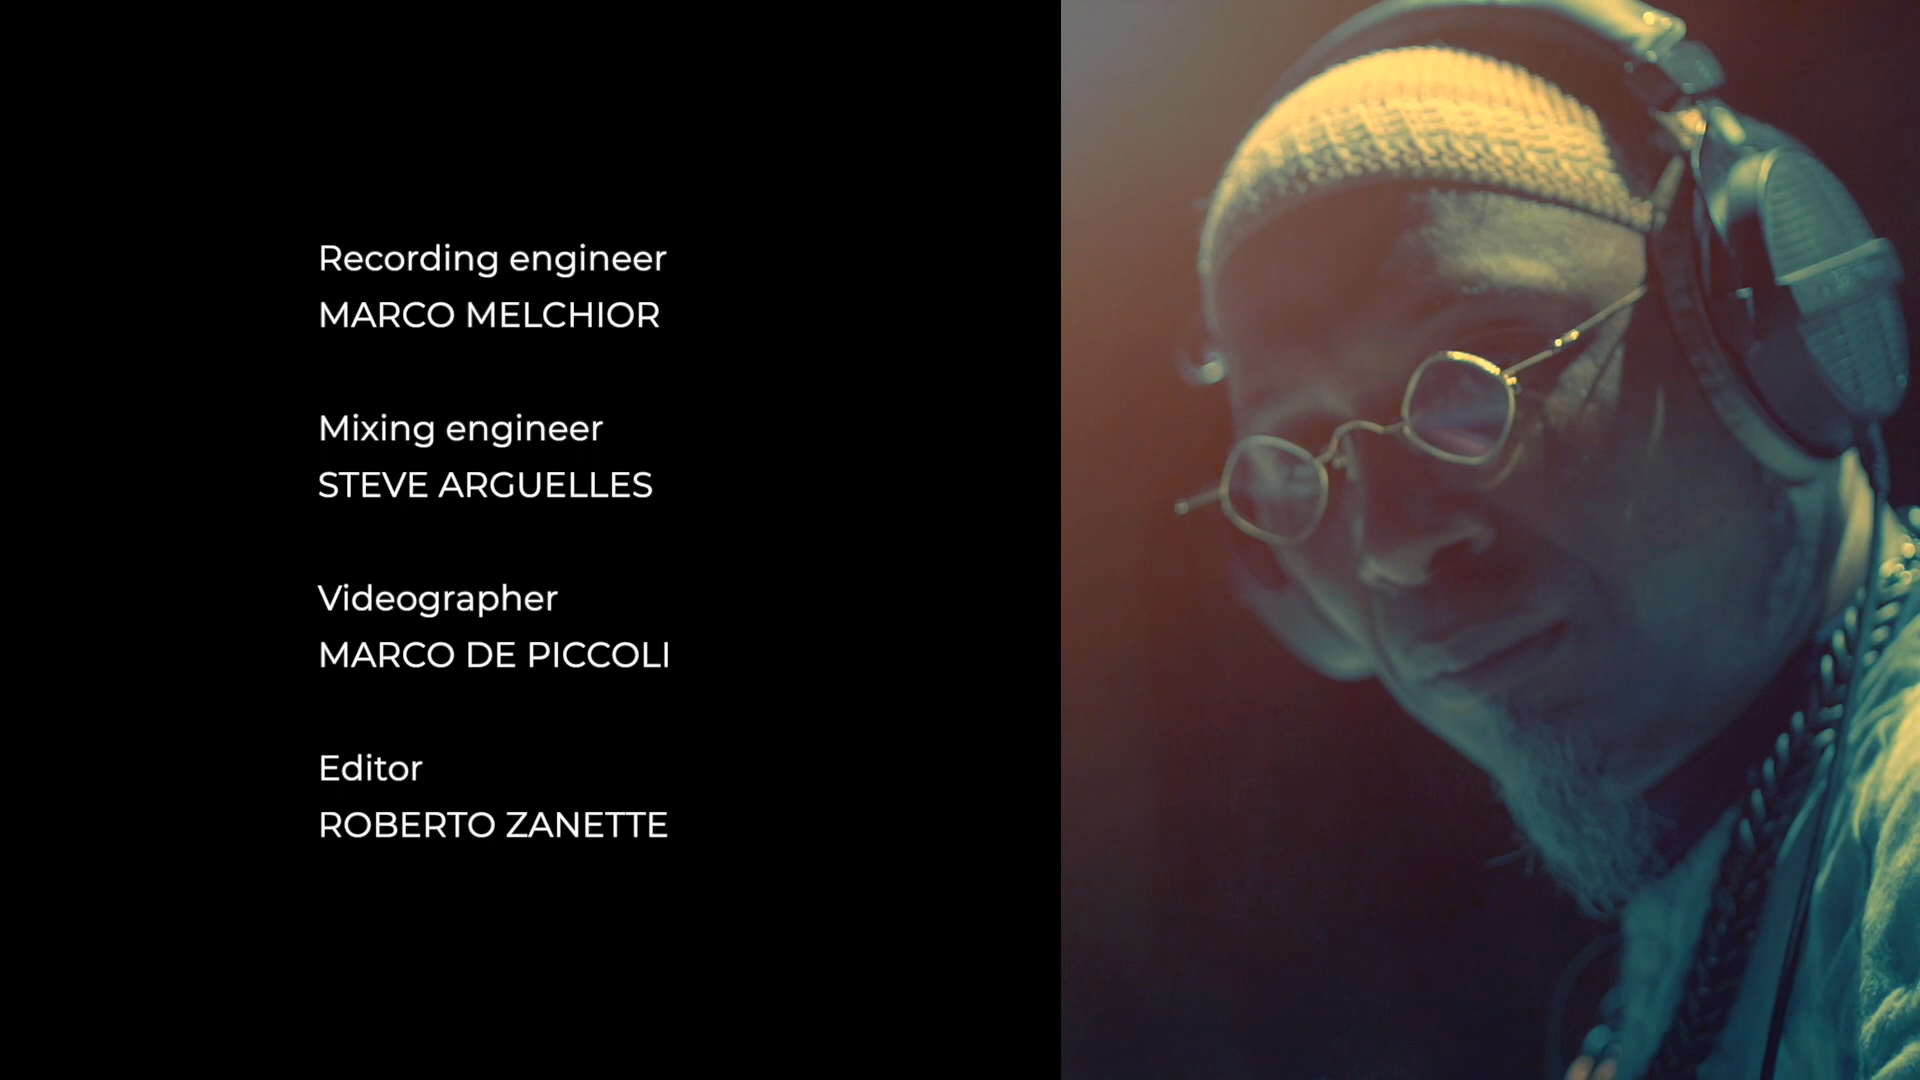 Recording engineer
MARCO MELCHIOR
Mixing engineer
STEVE ARGUELLES
Videographer
MARCO DE PICCOLI
Editor
ROBERTO ZANETTE